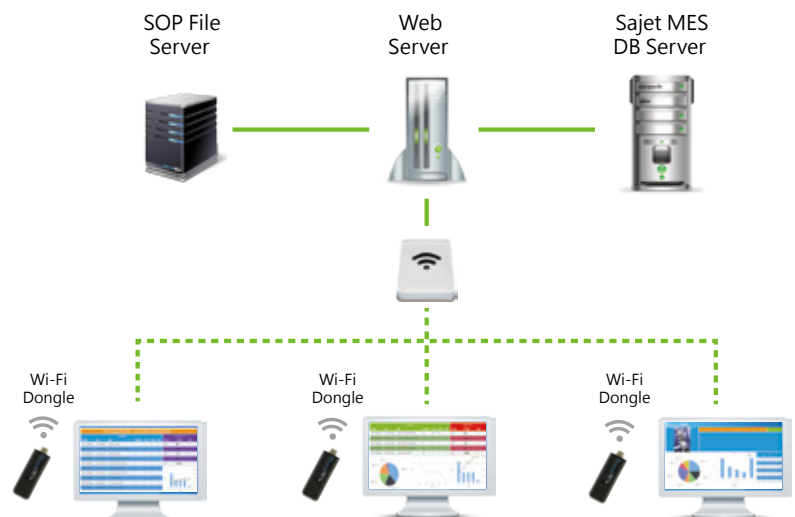 SOP File
Server
Web
Server
Sajet MES
DB Server
Wi-Fi
Dongle
Wi-Fi
Dongle
Wi-Fi
Dongle